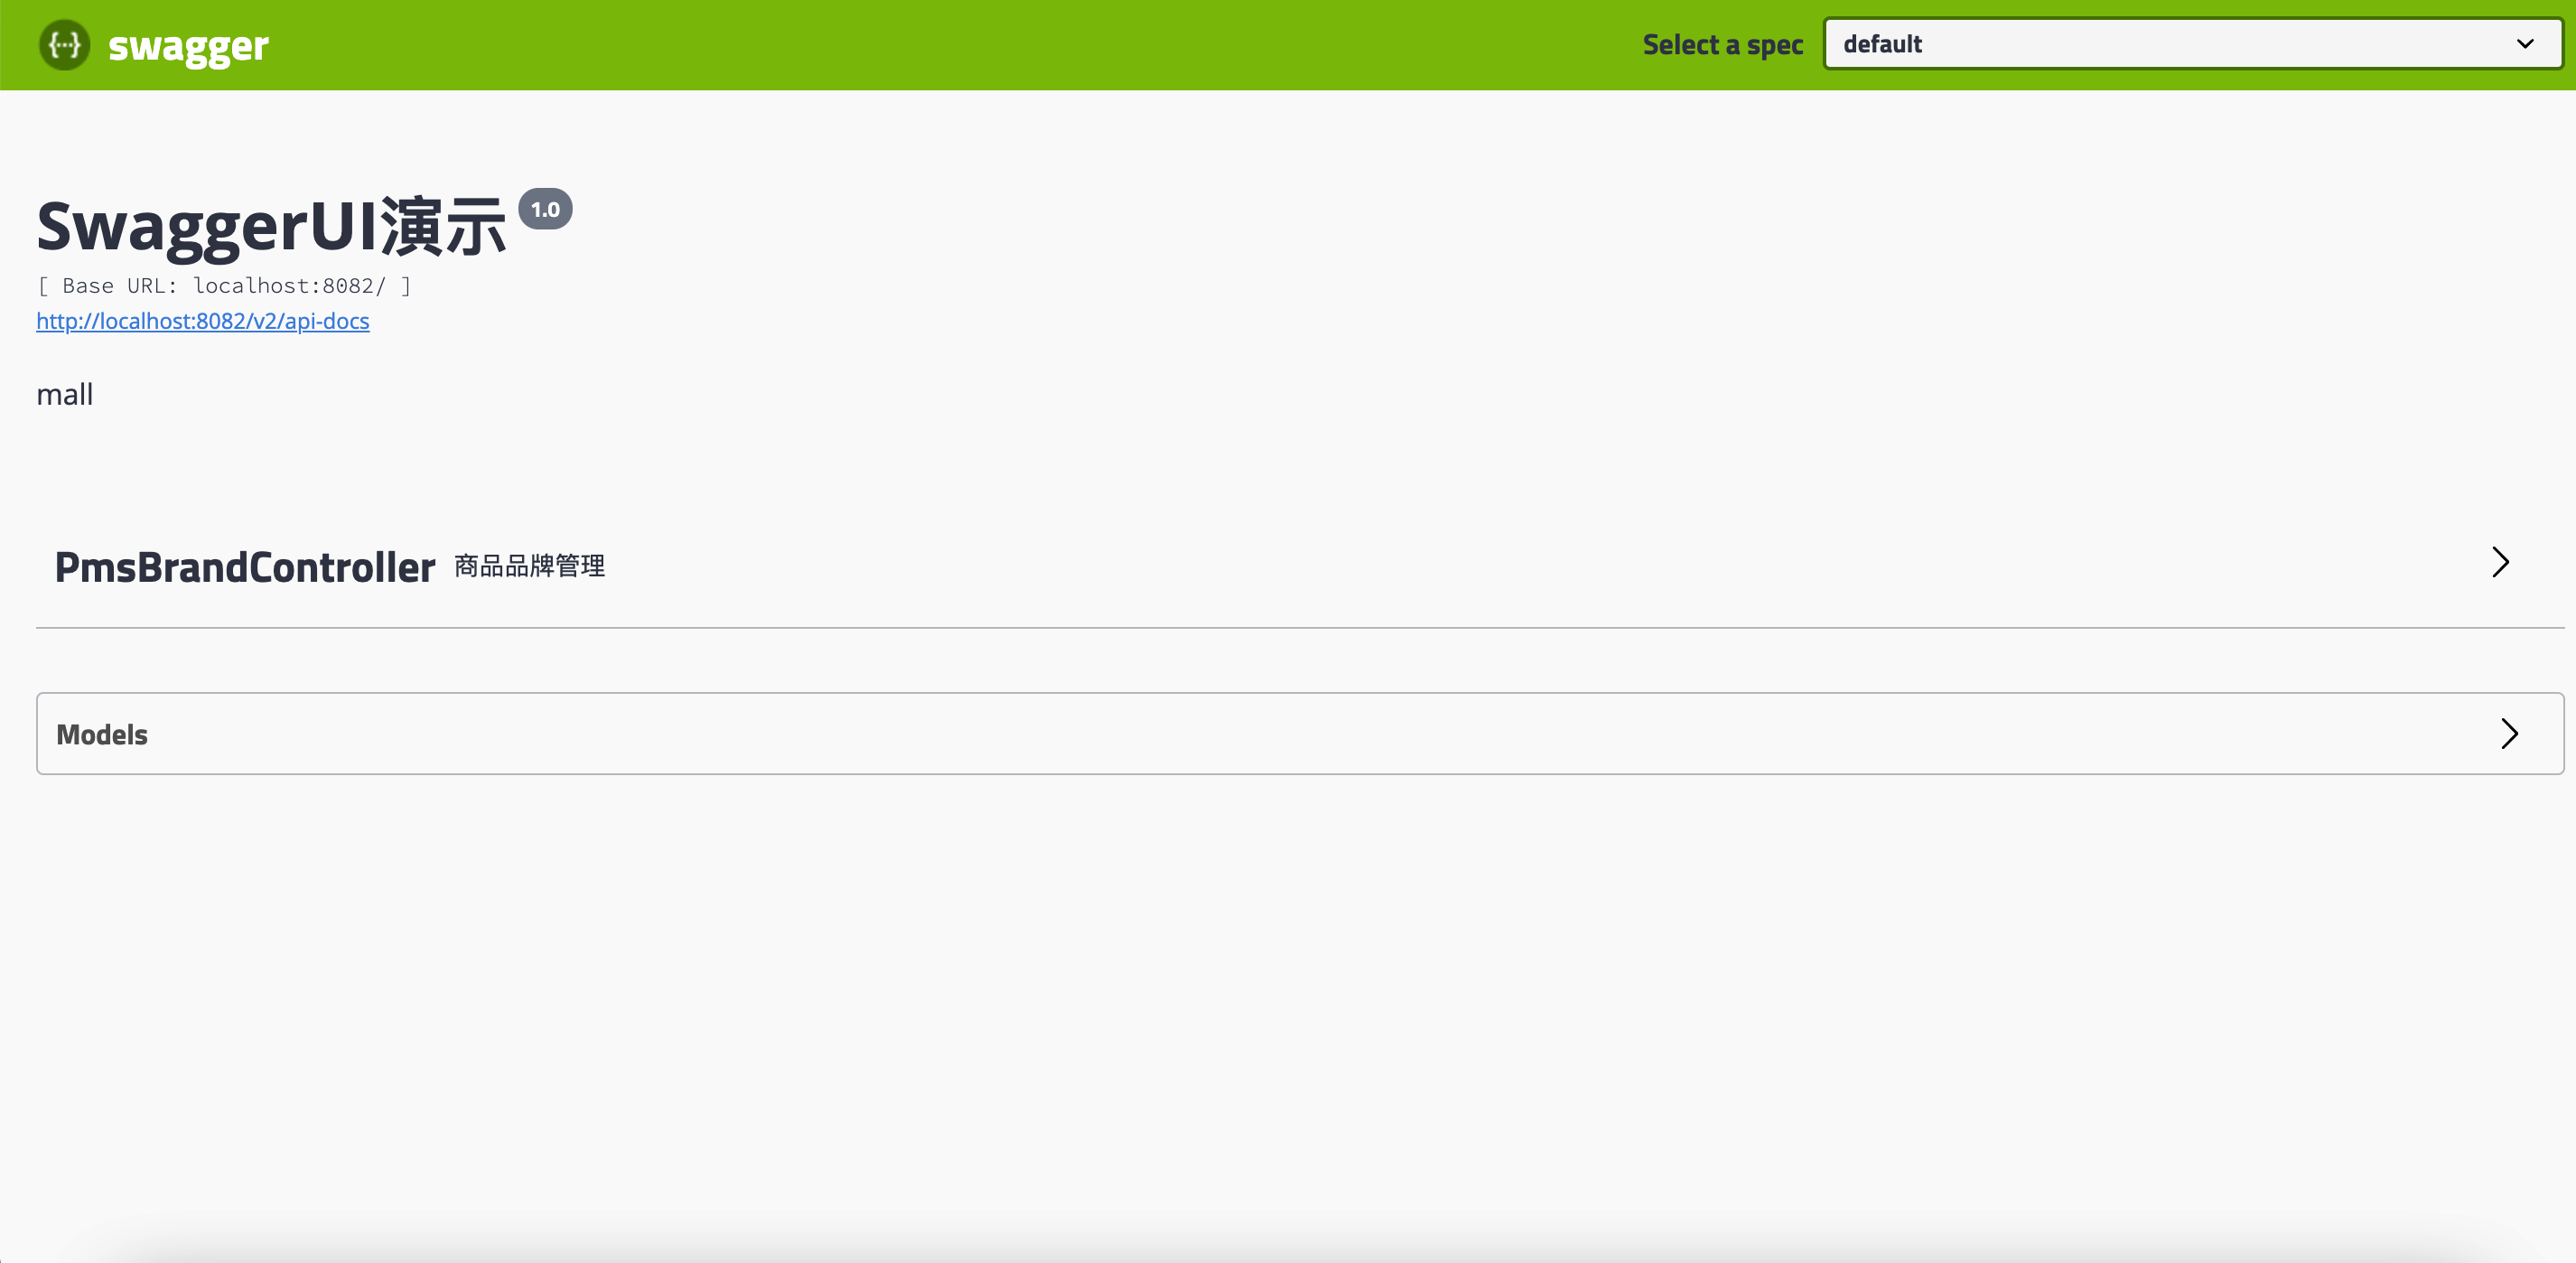 {...} swagger
Select a spec default
SwaggerUI演示 1.0
[ Base URL: localhost:8082/ ]
http://localhost:8082/v2/api-docs
mall
PmsBrandController 商品品牌管理
Models